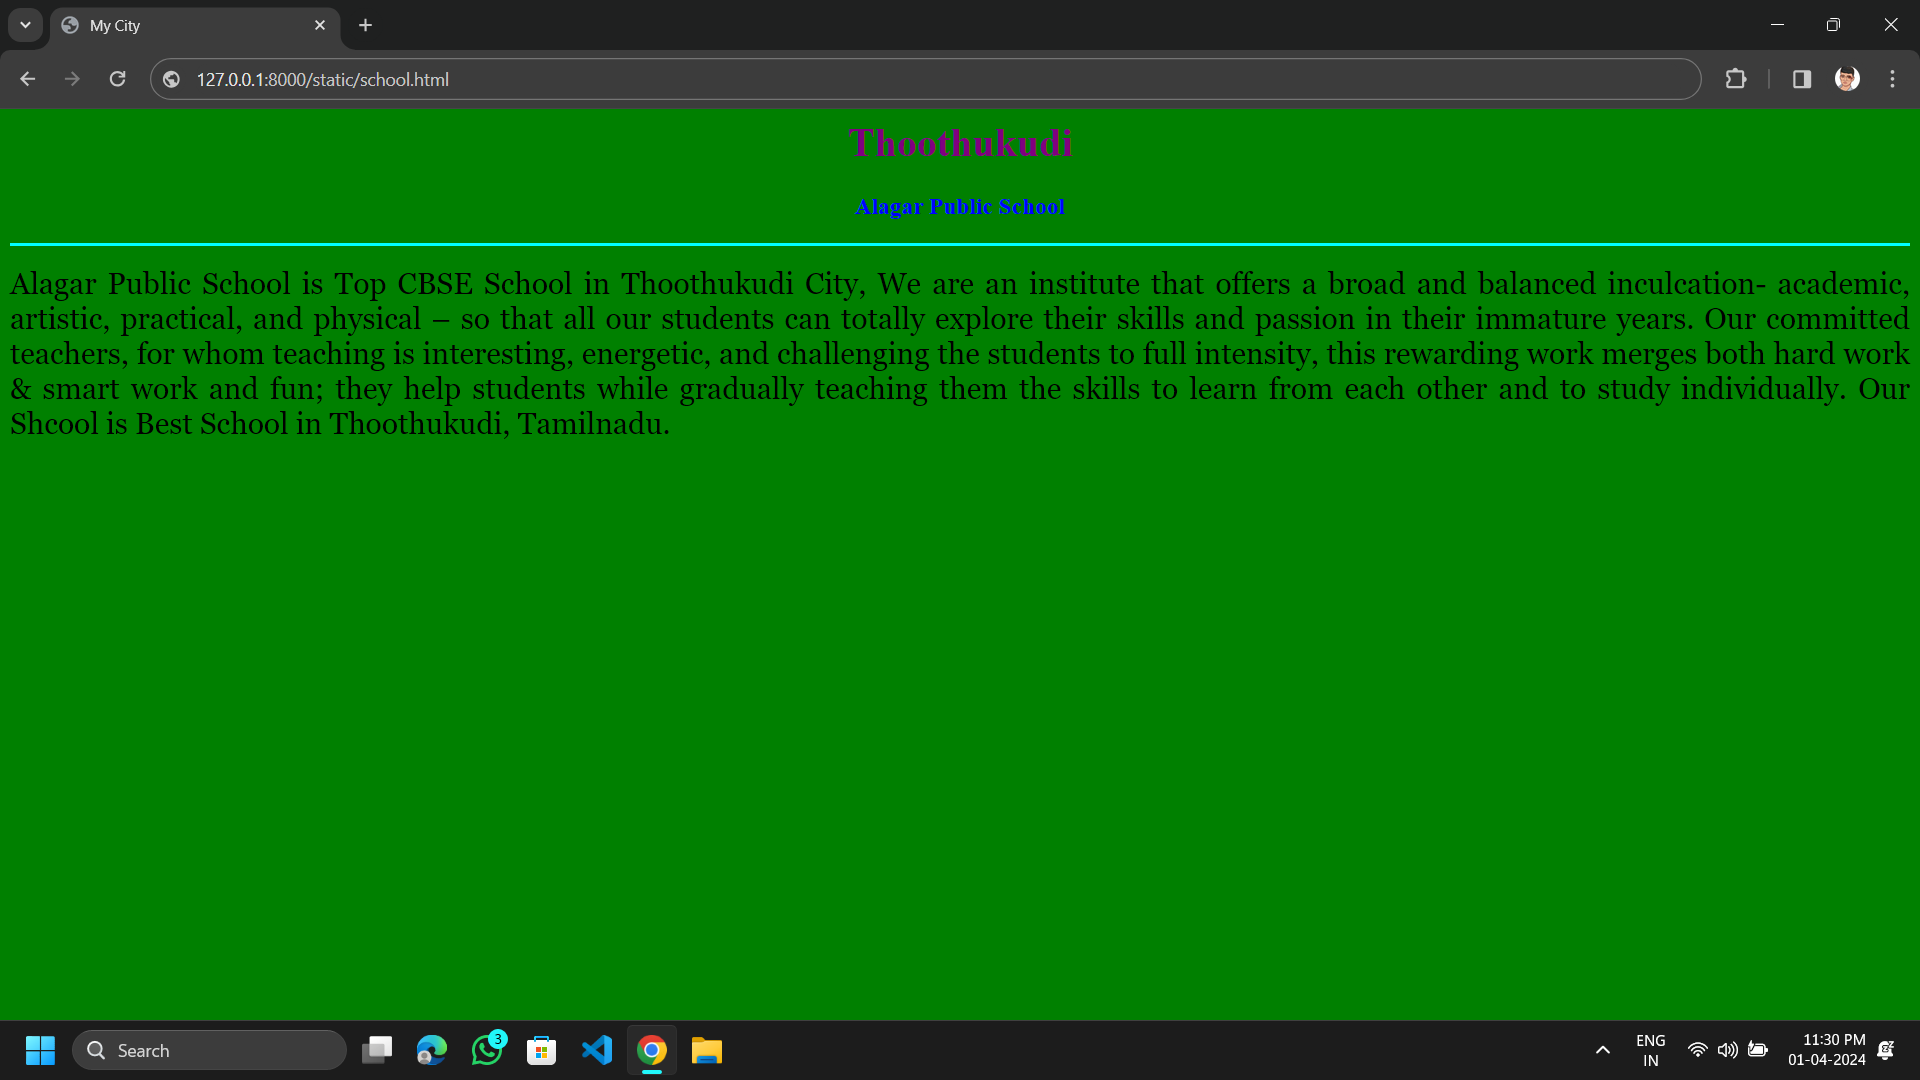 My City
127.0.0.1:8000/static/school.html
Thoothukudi
Alagar Public School
Alagar Public School is Top CBSE School in Thoothukudi City, We are an institute that offers a broad and balanced inculcation- academic,
artistic, practical, and physical – so that all our students can totally explore their skills and passion in their immature years. Our committed
teachers, for whom teaching is interesting, energetic, and challenging the students to full intensity, this rewarding work merges both hard work
& smart work and fun; they help students while gradually teaching them the skills to learn from each other and to study individually. Our
Shcool is Best School in Thoothukudi, Tamilnadu.
Search
3
ENG
IN
11:30 PM
01-04-2024